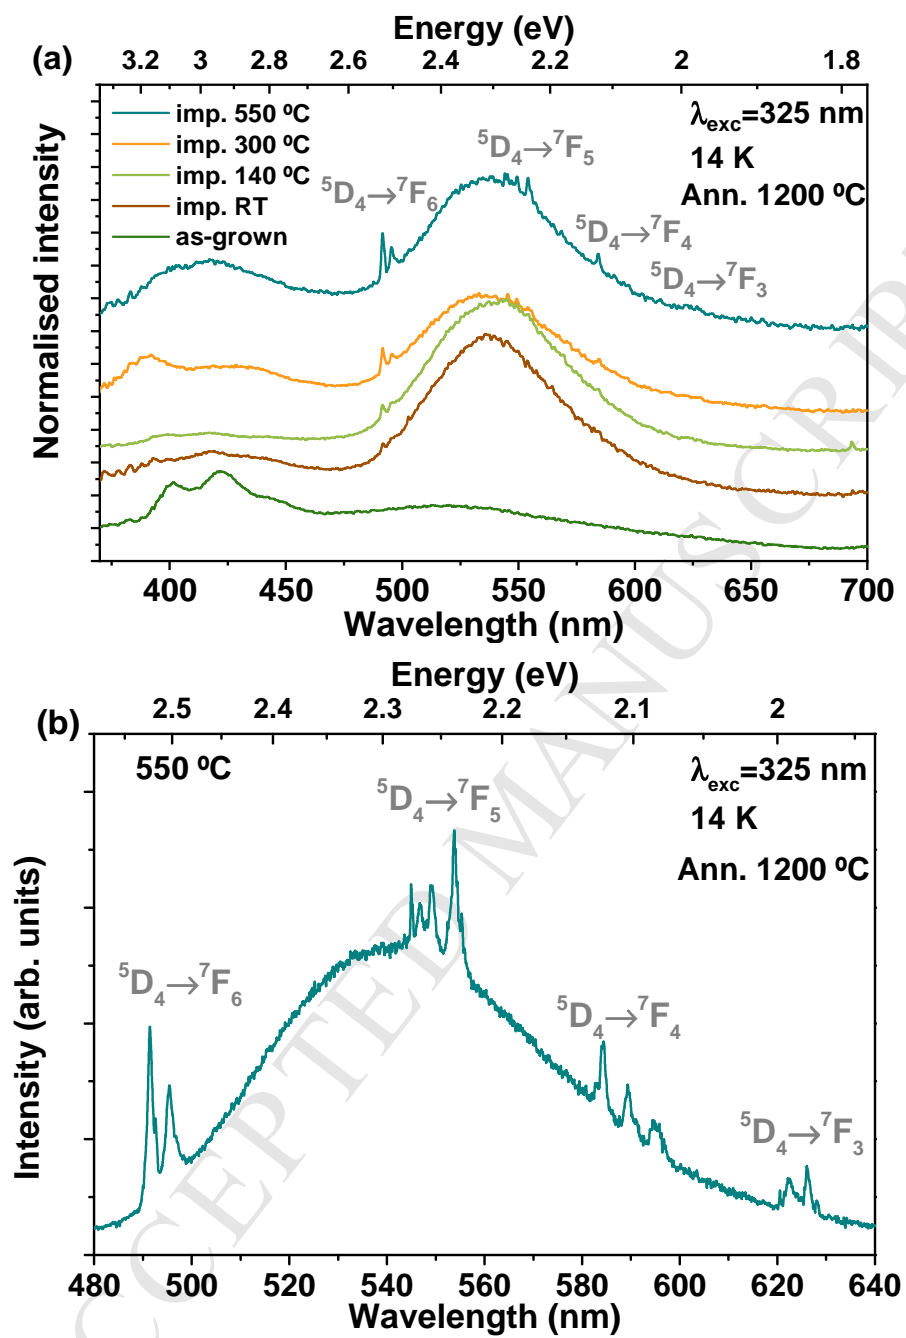 Energy (eV)
(a)
3.2 3 2.8 2.6 2.4 2.2 2 1.8
imp. 550 ºC
imp. 300 ºC
imp. 140 ºC
imp. RT
as-grown
λexc=325 nm
14 K
Ann. 1200 ºC
⁵D₄→⁷F₅
⁵D₄→⁷F₆
⁵D₄→⁷F₄
⁵D₄→⁷F₃
Normalised intensity
400 450 500 550 600 650 700
Wavelength (nm)
Energy (eV)
(b)
2.5 2.4 2.3 2.2 2.1 2
550 ºC
λexc=325 nm
14 K
Ann. 1200 ºC
⁵D₄→⁷F₅
⁵D₄→⁷F₆
⁵D₄→⁷F₄
⁵D₄→⁷F₃
Intensity (arb. units)
480 500 520 540 560 580 600 620 640
Wavelength (nm)
CCEPTED MANUSCRIP